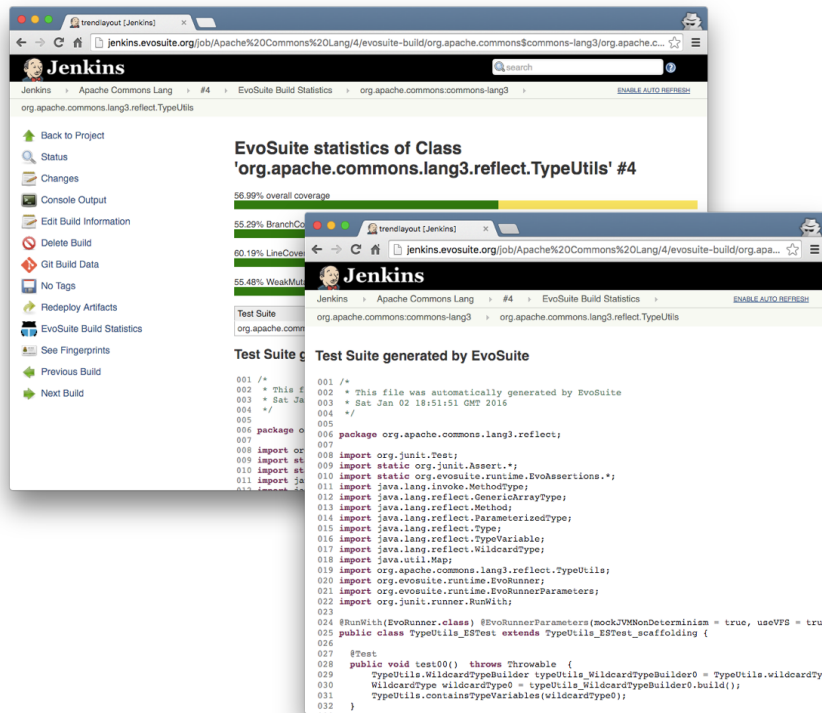 trendlayout [Jenkins]
jenkins.evosuite.org/job/Apache%20Commons%20Lang/4/evosuite-build/org.apache.commons$commons-lang3/org.apache.c...
Jenkins
search
Jenkins Apache Commons Lang #4 EvoSuite Build Statistics org.apache.commons:commons-lang3 ENABLE AUTO REFRESH
org.apache.commons.lang3.reflect.TypeUtils
Back to Project
Status
Changes
Console Output
Edit Build Information
Delete Build
Git Build Data
No Tags
Redeploy Artifacts
EvoSuite Build Statistics
See Fingerprints
Previous Build
Next Build
EvoSuite statistics of Class
'org.apache.commons.lang3.reflect.TypeUtils' #4
56.99% overall coverage
55.29% BranchCo
60.19% LineCove
55.48% WeakMuta
Test Suite
org.apache.comm
Test Suite g
001 /*
002 * This f
003 * Sat Ja
004 */
005
006 package o
007
008 import or
009 import st
010 import st
011 import ja
trendlayout [Jenkins]
jenkins.evosuite.org/job/Apache%20Commons%20Lang/4/evosuite-build/org.apa...
Jenkins
Jenkins Apache Commons Lang #4 EvoSuite Build Statistics ENABLE AUTO REFRESH
org.apache.commons:commons-lang3 org.apache.commons.lang3.reflect.TypeUtils
Test Suite generated by EvoSuite
001 /*
002 * This file was automatically generated by EvoSuite
003 * Sat Jan 02 18:51:51 GMT 2016
004 */
005
006 package org.apache.commons.lang3.reflect;
007
008 import org.junit.Test;
009 import static org.junit.Assert.*;
010 import static org.evosuite.runtime.EvoAssertions.*;
011 import java.lang.invoke.MethodType;
012 import java.lang.reflect.GenericArrayType;
013 import java.lang.reflect.Method;
014 import java.lang.reflect.ParameterizedType;
015 import java.lang.reflect.Type;
016 import java.lang.reflect.TypeVariable;
017 import java.lang.reflect.WildcardType;
018 import java.util.Map;
019 import org.apache.commons.lang3.reflect.TypeUtils;
020 import org.evosuite.runtime.EvoRunner;
021 import org.evosuite.runtime.EvoRunnerParameters;
022 import org.junit.runner.RunWith;
023
024 @RunWith(EvoRunner.class) @EvoRunnerParameters(mockJVMNonDeterminism = true, useVFS = tru
025 public class TypeUtils_ESTest extends TypeUtils_ESTest_scaffolding {
026
027 @Test
028 public void test00() throws Throwable {
029 TypeUtils.WildcardTypeBuilder typeUtils_WildcardTypeBuilder0 = TypeUtils.wildcardTy
030 WildcardType wildcardType0 = typeUtils_WildcardTypeBuilder0.build();
031 TypeUtils.containsTypeVariables(wildcardType0);
032 }